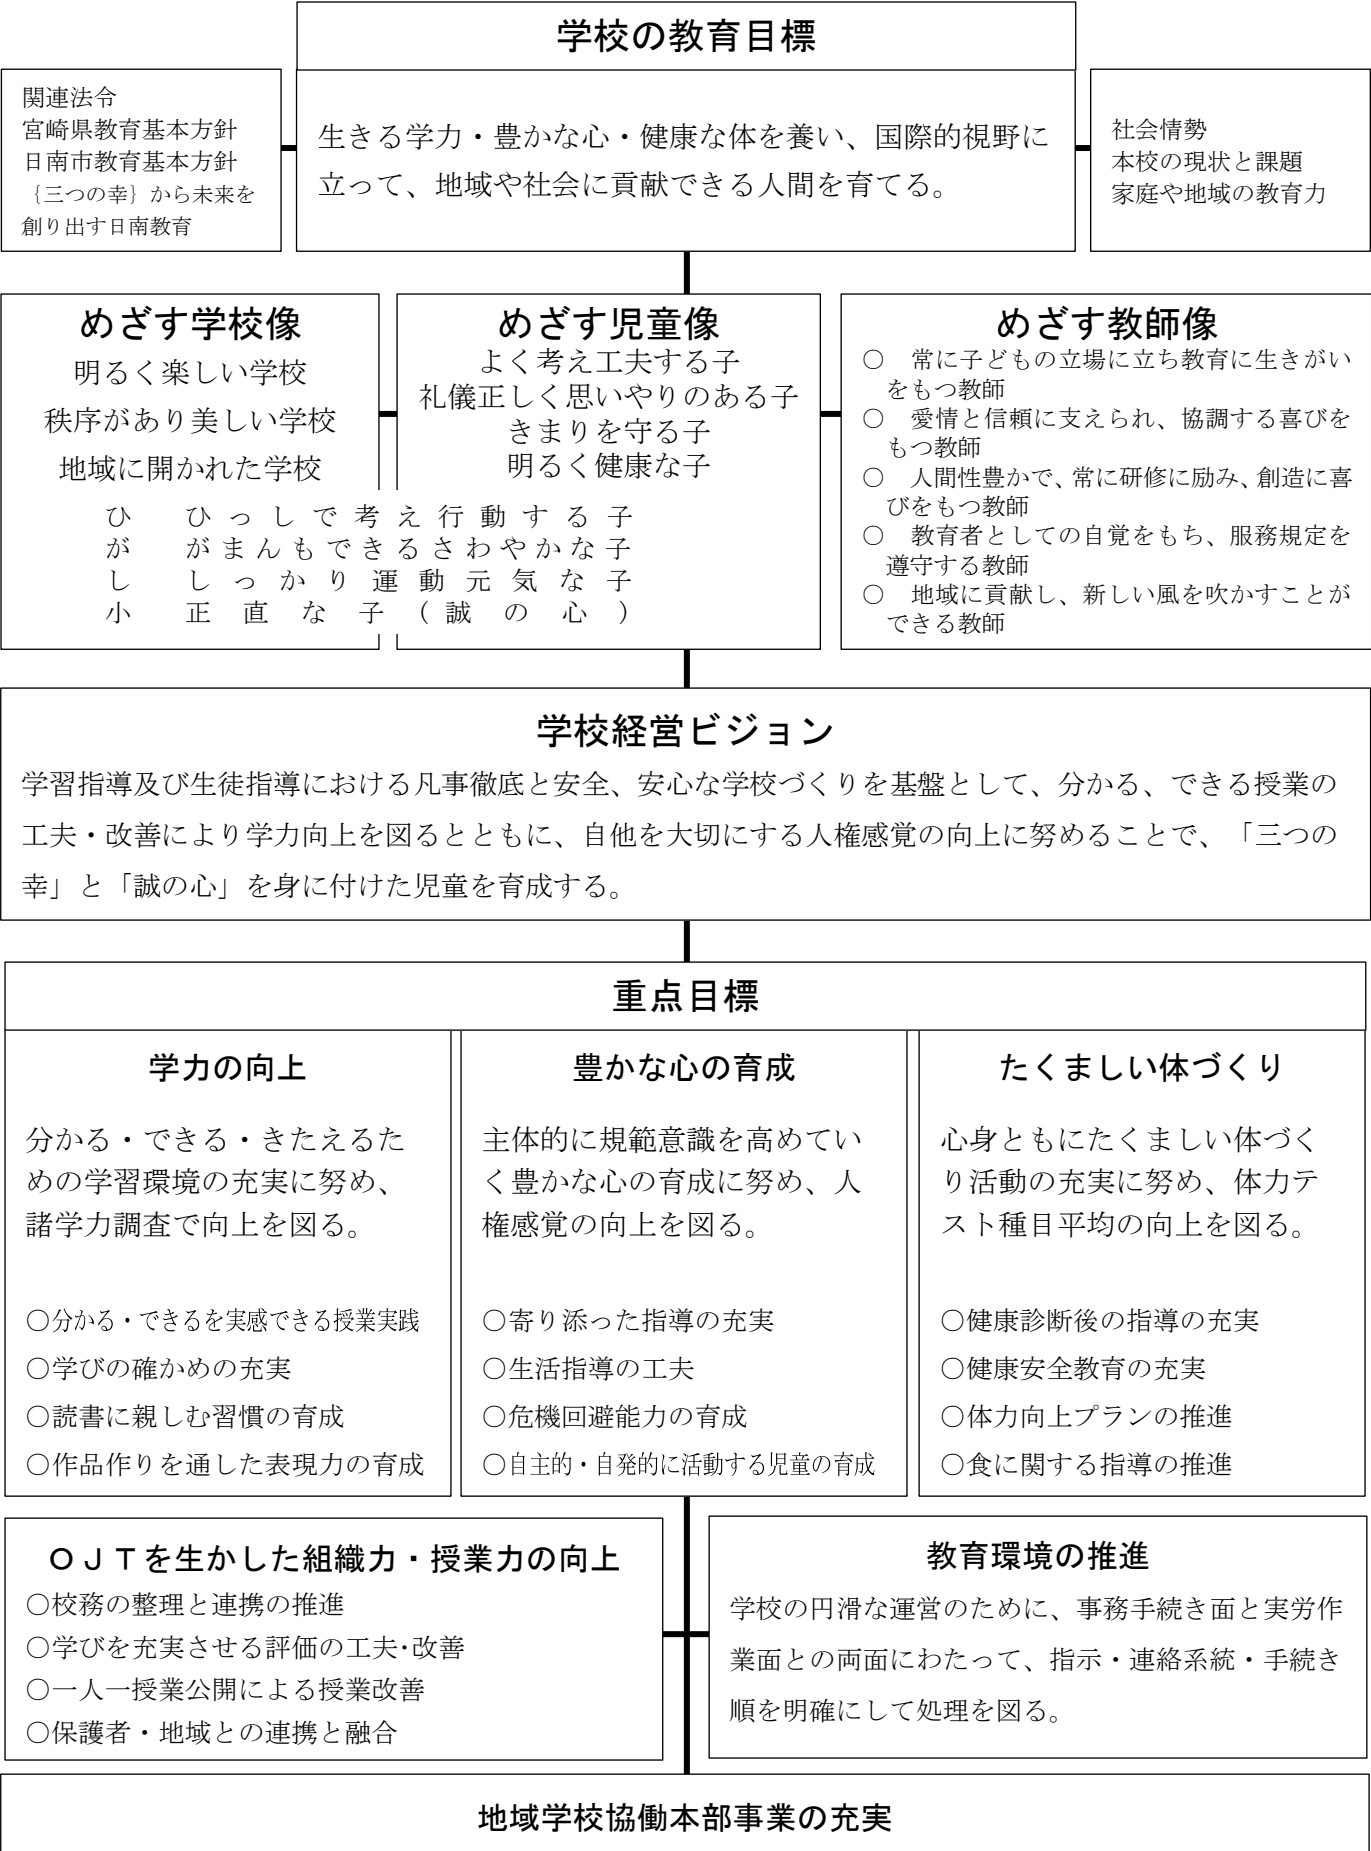 学校の教育目標
関連法令
宮崎県教育基本方針
日南市教育基本方針
{三つの幸}から未来を
創り出す日南教育
生きる学力・豊かな心・健康な体を養い、国際的視野に
立って、地域や社会に貢献できる人間を育てる。
社会情勢
本校の現状と課題
家庭や地域の教育力
めざす学校像
明るく楽しい学校
秩序があり美しい学校
地域に開かれた学校
めざす児童像
よく考え工夫する子
礼儀正しく思いやりのある子
きまりを守る子
明るく健康な子
ひ ひっしで考え行動する子
が がまんもできるさわやかな子
し しっかり運動元気な子
小 正直な子(誠の心)
めざす教師像
○ 常に子どもの立場に立ち教育に生きがい
をもつ教師
○ 愛情と信頼に支えられ、協調する喜びを
もつ教師
○ 人間性豊かで、常に研修に励み、創造に喜
びをもつ教師
○ 教育者としての自覚をもち、服務規定を
遵守する教師
○ 地域に貢献し、新しい風を吹かすことが
できる教師
学校経営ビジョン
学習指導及び生徒指導における凡事徹底と安全、安心な学校づくりを基盤として、分かる、できる授業の
工夫・改善により学力向上を図るとともに、自他を大切にする人権感覚の向上に努めることで、「三つの
幸」と「誠の心」を身に付けた児童を育成する。
重点目標
学力の向上
分かる・できる・きたえるた
めの学習環境の充実に努め、
諸学力調査で向上を図る。
○分かる・できるを実感できる授業実践
○学びの確かめの充実
○読書に親しむ習慣の育成
○作品作りを通した表現力の育成
豊かな心の育成
主体的に規範意識を高めてい
く豊かな心の育成に努め、人
権感覚の向上を図る。
○寄り添った指導の充実
○生活指導の工夫
○危機回避能力の育成
○自主的・自発的に活動する児童の育成
たくましい体づくり
心身ともにたくましい体づく
り活動の充実に努め、体力テ
スト種目平均の向上を図る。
○健康診断後の指導の充実
○健康安全教育の充実
○体力向上プランの推進
○食に関する指導の推進
OJTを生かした組織力・授業力の向上
○校務の整理と連携の推進
○学びを充実させる評価の工夫・改善
○一人一授業公開による授業改善
○保護者・地域との連携と融合
教育環境の推進
学校の円滑な運営のために、事務手続き面と実労作
業面との両面にわたって、指示・連絡系統・手続き
順を明確にして処理を図る。
地域学校協働本部事業の充実